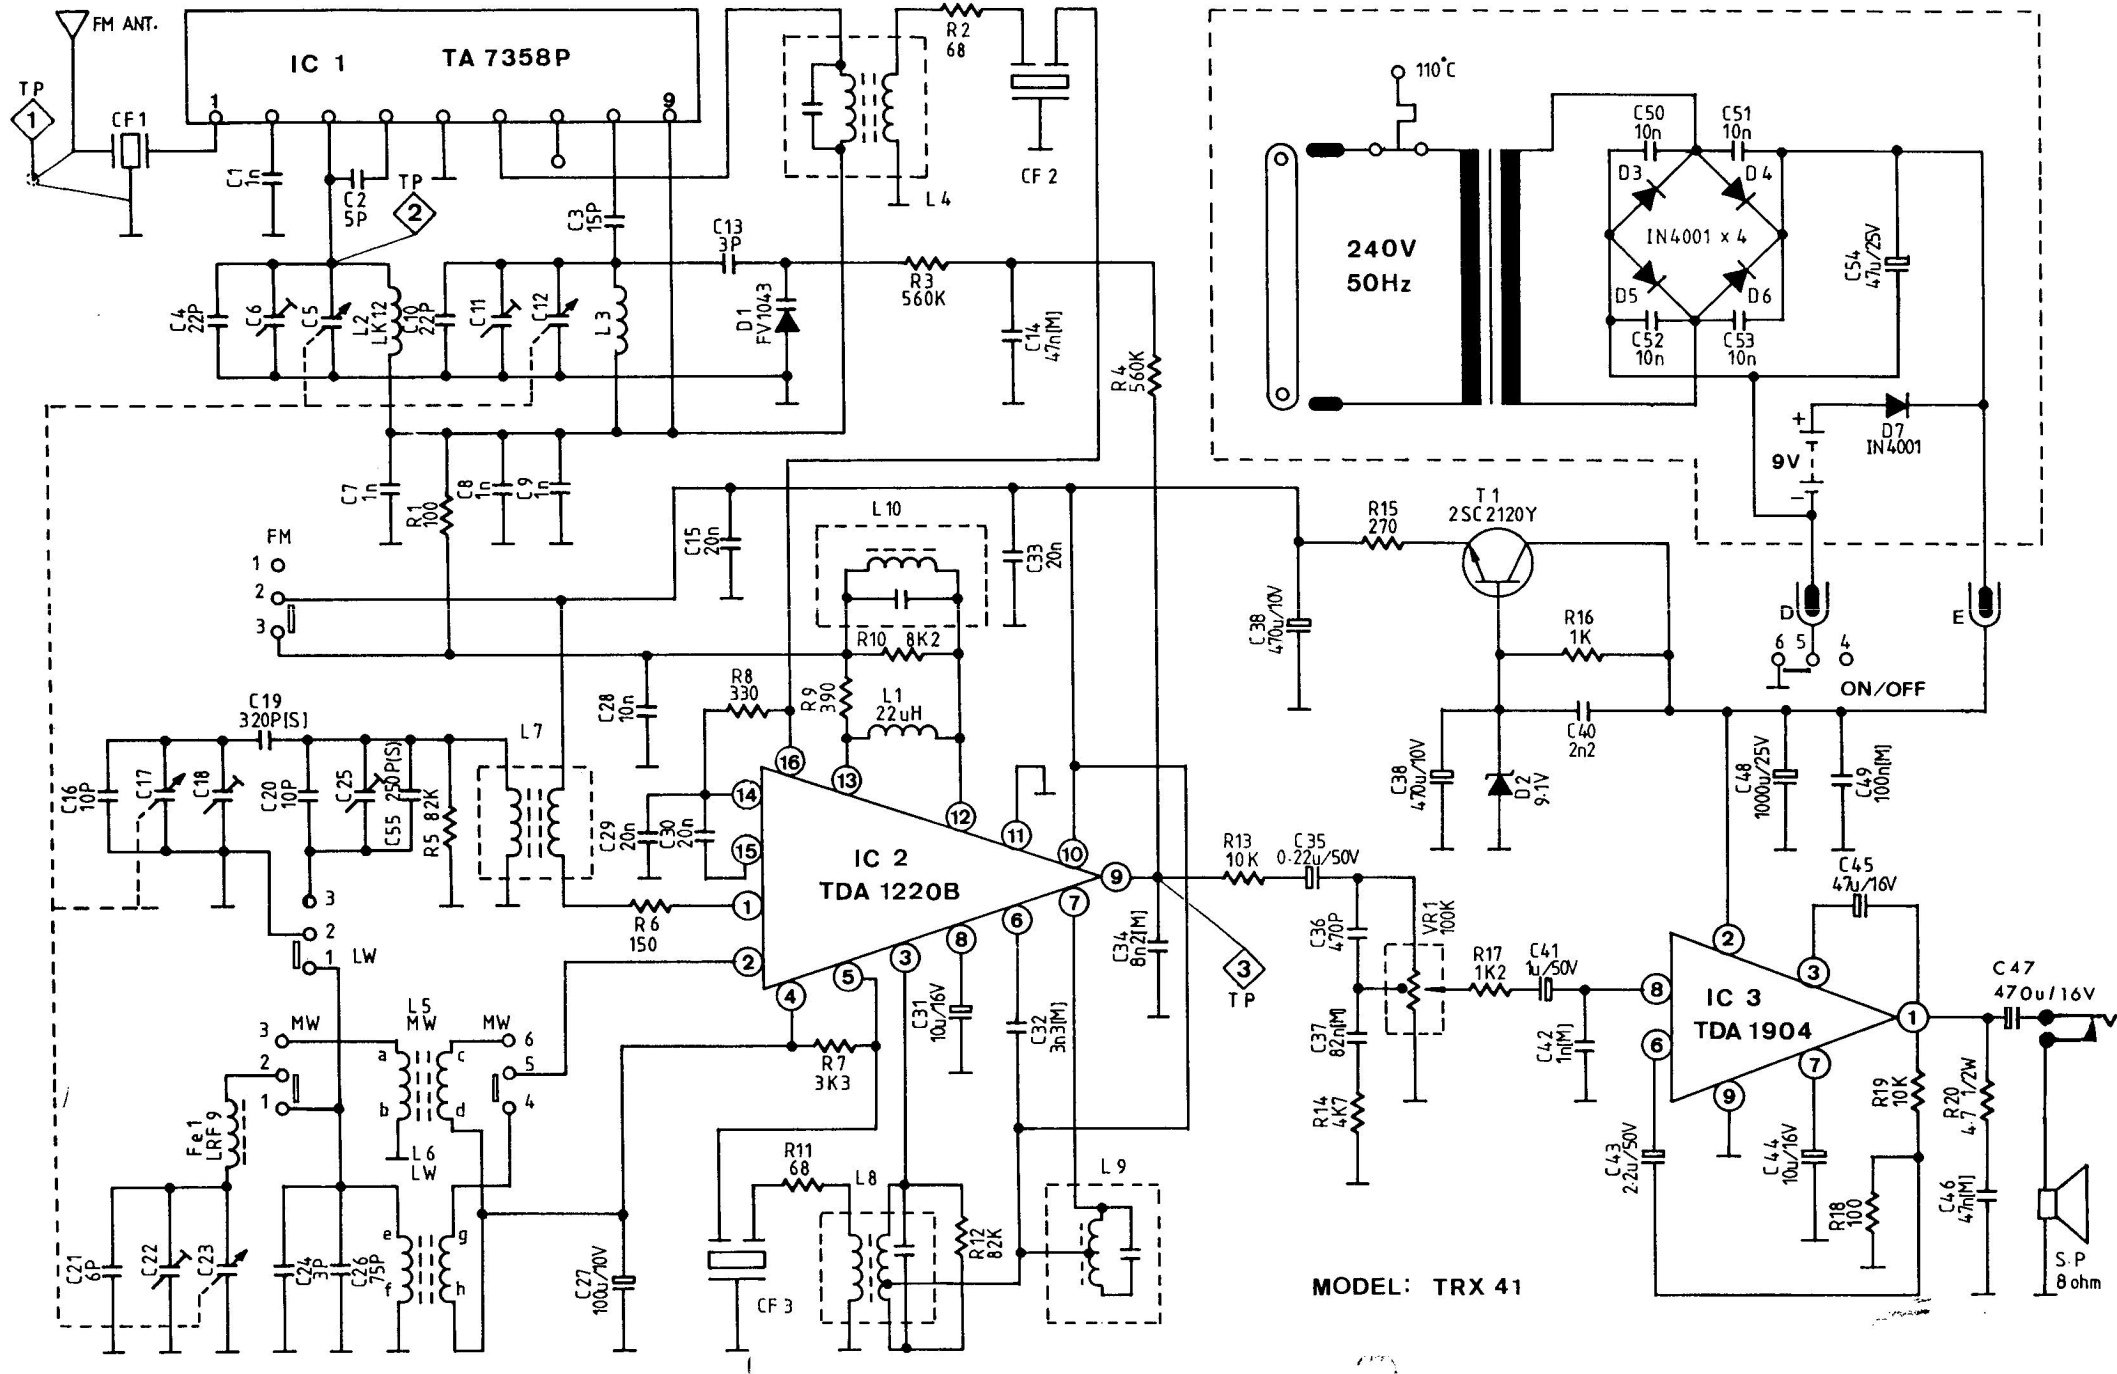 FM ANT.
TP
1
CF1
IC 1
TA 7358P
1
9
C1
1n
C2
5P
TP
2
C3
15P
L4
R2
68
CF2
C13
3P
R3
560K
C4
22P
C6
C5
L2
LK12
C10
22P
C11
C12
L3
D1
FV1043
C14
47n[M]
R4
560K
C7
1n
R1
100
C8
1n
C9
1n
110°C
240V
50Hz
C50
10n
C51
10n
D3
D4
IN4001 x 4
D5
D6
C52
10n
C53
10n
C54
47u/25V
+
9V
−
D7
IN4001
FM
1
2
3
C15
20n
L10
C33
20n
R10
8K2
R15
270
T1
2SC2120Y
C38
470u/10V
R16
1K
D
E
6
5
4
ON/OFF
C19
320P[S]
L7
C28
10n
R8
330
R9
390
L1
22uH
C16
10P
C17
C18
C20
10P
C25
C55
250P(S)
R5
82K
C29
20n
C30
20n
16
13
14
12
15
11
10
IC 2
TDA 1220B
9
1
2
4
5
3
8
6
7
R6
150
C38
470u/10V
D2
9.1V
C40
2n2
C48
1000u/25V
C49
100n[M]
R13
10K
C35
0.22u/50V
C45
47u/16V
3
2
1
LW
C34
8n2[M]
3
TP
C36
470P
VR1
100K
R17
1K2
C41
1u/50V
C37
82n[M]
C42
1n[M]
R14
4K7
2
3
8
IC 3
TDA 1904
6
1
7
9
C47
470u/16V
3
MW
2
1
L5
MW
a
c
b
d
MW
6
5
4
L6
LW
e
g
f
h
Fe1
LRF9
R7
3K3
C31
10u/16V
C32
3n3[M]
C21
6P
C22
C23
C24
3P
C26
75P
C27
100u/10V
CF3
R11
68
L8
R12
82K
L9
C43
2.2u/50V
C44
10u/16V
R19
10K
R18
100
R20
4.7 1/2W
C46
47n[M]
S.P
8 ohm
MODEL: TRX 41